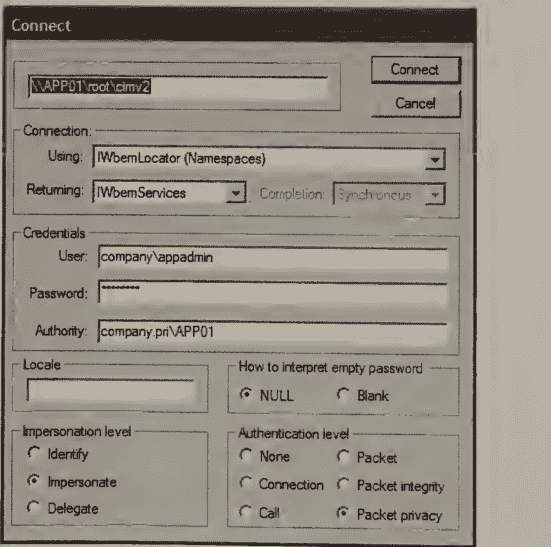 Connect
\\APP01\root\cimv2
Connect
Cancel
Connection:
Using: IWbemLocator (Namespaces)
Returning: IWbemServices Completion: Synchronous
Credentials
User: company\appadmin
Password: ********
Authority: company.pri\APP01
Locale
How to interpret empty password
NULL Blank
Impersonation level
Identify
Impersonate
Delegate
Authentication level
None Packet
Connection Packet integrity
Call Packet privacy